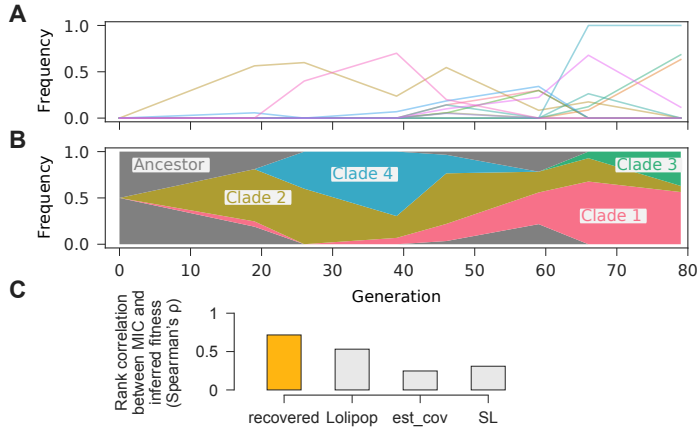 A
Frequency
1.0
0.5
0.0
B
Frequency
1.0
0.5
0.0
Ancestor
Clade 2
Clade 4
Clade 3
Clade 1
0 10 20 30 40 50 60 70 80
Generation
C
Rank correlation
between MIC and
inferred fitness
(Spearman's ρ)
1
0.5
0
recovered Lolipop est_cov SL